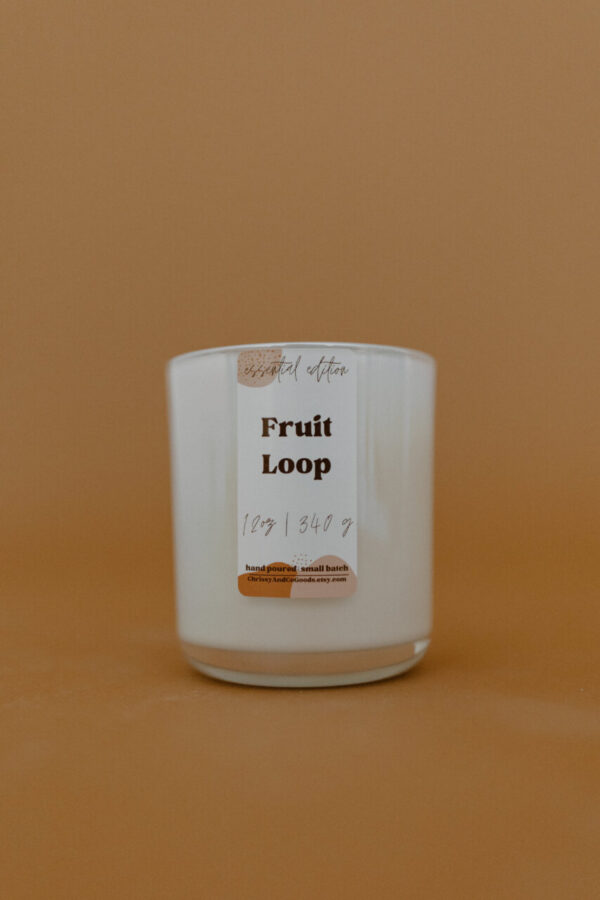 essential edition
Fruit
Loop
12oz | 340 g
hand poured small batch
ChrissyAndCoGoods.etsy.com